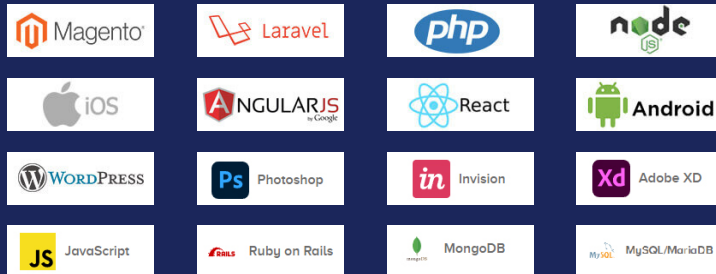 Magento
Laravel
php
node
JS
iOS
ANGULARJS
by Google
React
Android
WORDPRESS
Ps Photoshop
in Invision
Xd Adobe XD
JS JavaScript
RAILS Ruby on Rails
mongoDB MongoDB
MySQL MySQL/MariaDB